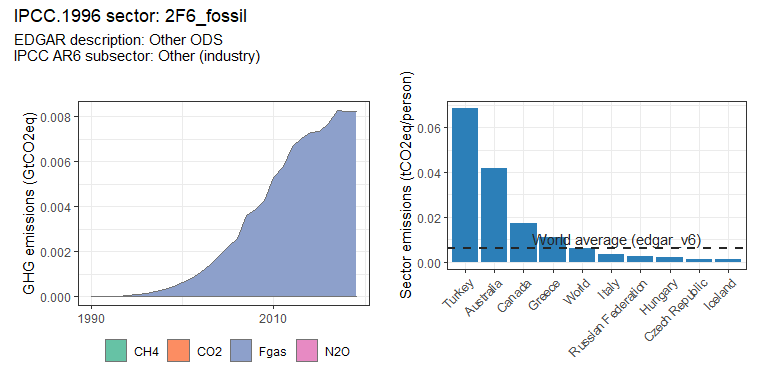 IPCC.1996 sector: 2F6_fossil
EDGAR description: Other ODS
IPCC AR6 subsector: Other (industry)
GHG emissions (GtCO2eq)
0.008
0.006
0.004
0.002
0.000
1990
2010
CH4
CO2
Fgas
N2O
Sector emissions (tCO2eq/person)
0.06
0.04
0.02
0.00
World average (edgar_v6)
Turkey
Australia
Canada
Greece
World
Italy
Russian Federation
Hungary
Czech Republic
Iceland